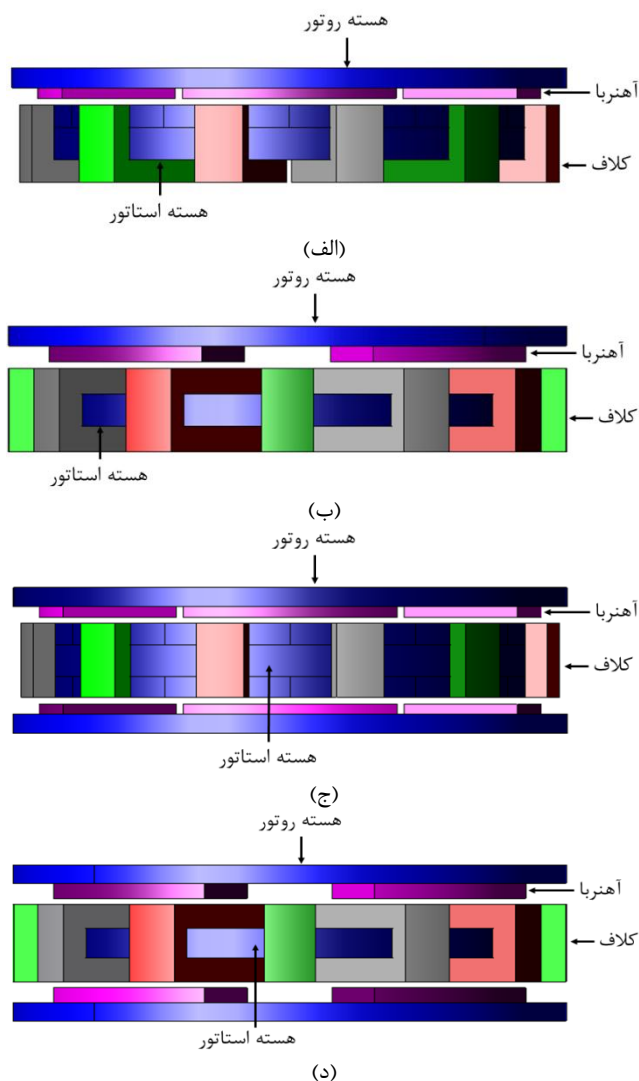 هسته روتور
آهنربا
کلاف
هسته استاتور
(الف)
هسته روتور
آهنربا
کلاف
هسته استاتور
(ب)
هسته روتور
آهنربا
کلاف
هسته استاتور
(ج)
هسته روتور
آهنربا
کلاف
هسته استاتور
(د)